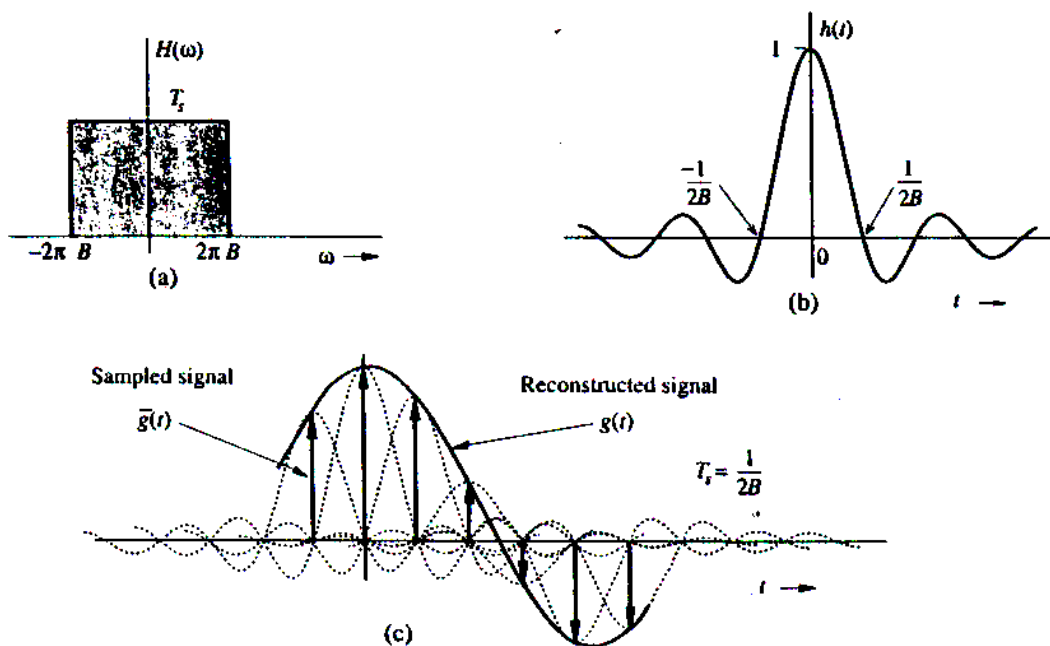 H(ω)
T_s
−2π B
2π B
ω
(a)
h(t)
1
−1/2B
1/2B
0
t
(b)
Sampled signal
g̅(t)
Reconstructed signal
g(t)
T_s = 1/2B
t
(c)